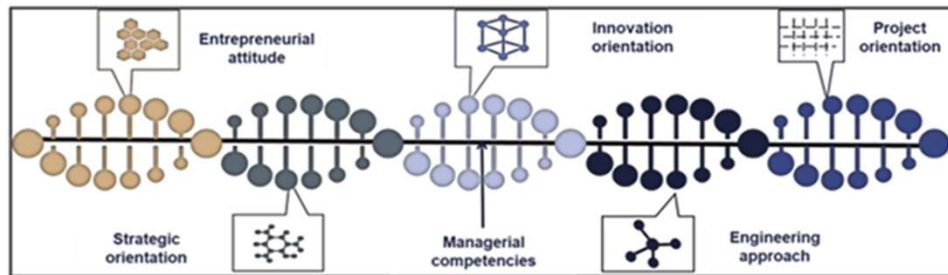 Entrepreneurial
attitude
Innovation
orientation
Project
orientation
Strategic
orientation
Managerial
competencies
Engineering
approach